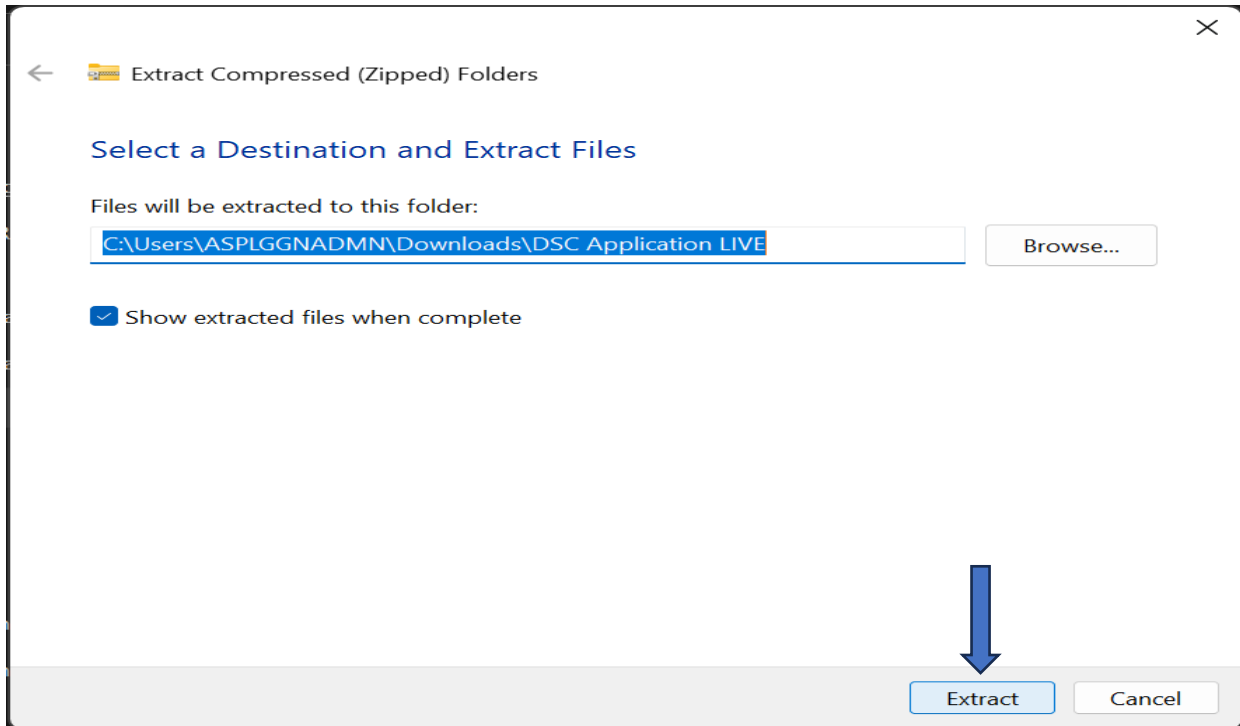 Extract Compressed (Zipped) Folders
Select a Destination and Extract Files
Files will be extracted to this folder:
C:\Users\ASPLGGNADMN\Downloads\DSC Application LIVE
Browse...
Show extracted files when complete
Extract
Cancel